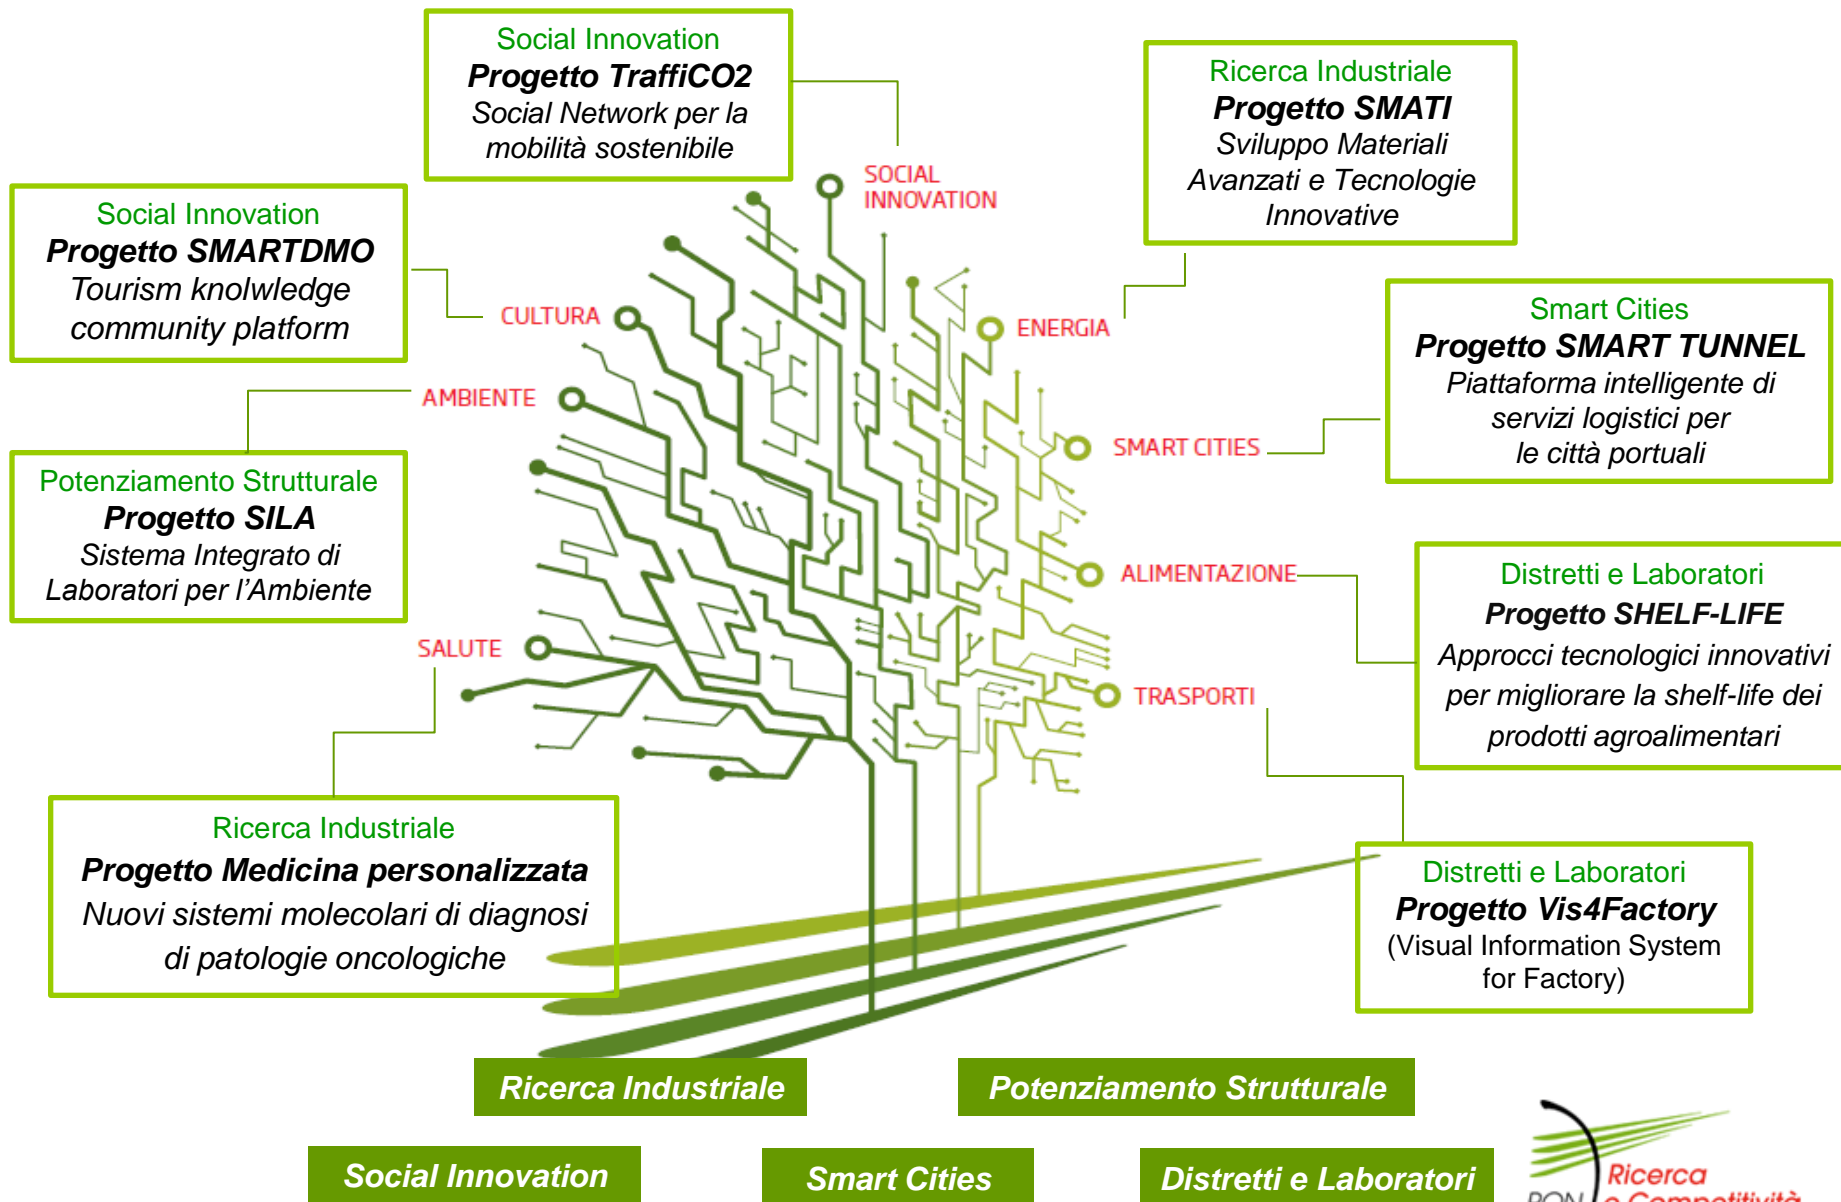 Social Innovation
Progetto TraffiCO2
Social Network per la
mobilità sostenibile
Ricerca Industriale
Progetto SMATI
Sviluppo Materiali
Avanzati e Tecnologie
Innovative
SOCIAL
INNOVATION
Social Innovation
Progetto SMARTDMO
Tourism knolwledge
community platform
CULTURA
ENERGIA
Smart Cities
Progetto SMART TUNNEL
Piattaforma intelligente di
servizi logistici per
le città portuali
AMBIENTE
SMART CITIES
Potenziamento Strutturale
Progetto SILA
Sistema Integrato di
Laboratori per l'Ambiente
ALIMENTAZIONE
Distretti e Laboratori
Progetto SHELF-LIFE
Approcci tecnologici innovativi
per migliorare la shelf-life dei
prodotti agroalimentari
SALUTE
TRASPORTI
Ricerca Industriale
Progetto Medicina personalizzata
Nuovi sistemi molecolari di diagnosi
di patologie oncologiche
Distretti e Laboratori
Progetto Vis4Factory
(Visual Information System
for Factory)
Ricerca Industriale
Potenziamento Strutturale
Social Innovation
Smart Cities
Distretti e Laboratori
Ricerca
PON e Competitività